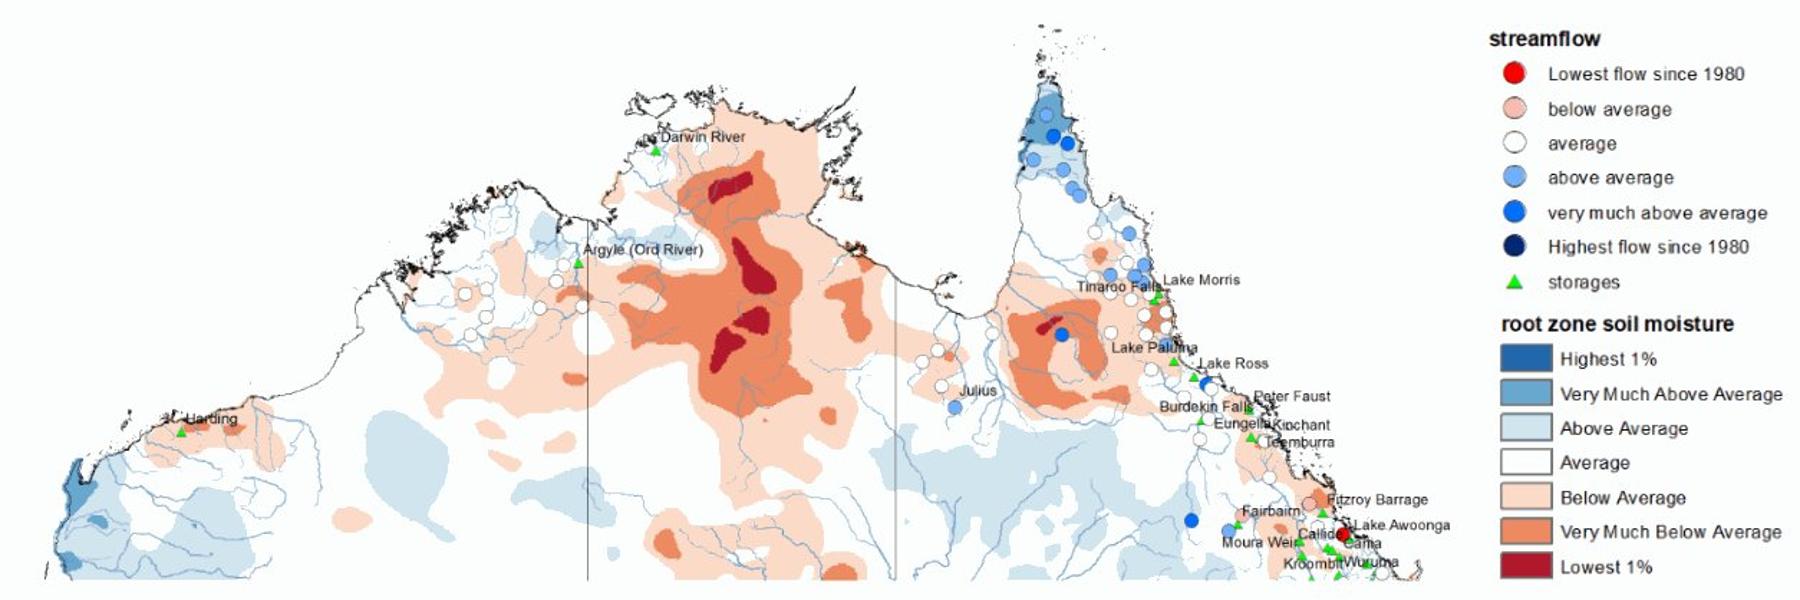 streamflow
Lowest flow since 1980
below average
average
above average
very much above average
Highest flow since 1980
storages
root zone soil moisture
Highest 1%
Very Much Above Average
Above Average
Average
Below Average
Very Much Below Average
Lowest 1%
Darwin River
Argyle (Ord River)
Harding
Lake Morris
Tinaroo Falls
Lake Paluma
Lake Ross
Julius
Peter Faust
Burdekin Falls
Eungella
Kinchant
Teemburra
Fitzroy Barrage
Fairbairn
Lake Awoonga
Callide
Cania
Moura Weir
Kroombit
Wuruma